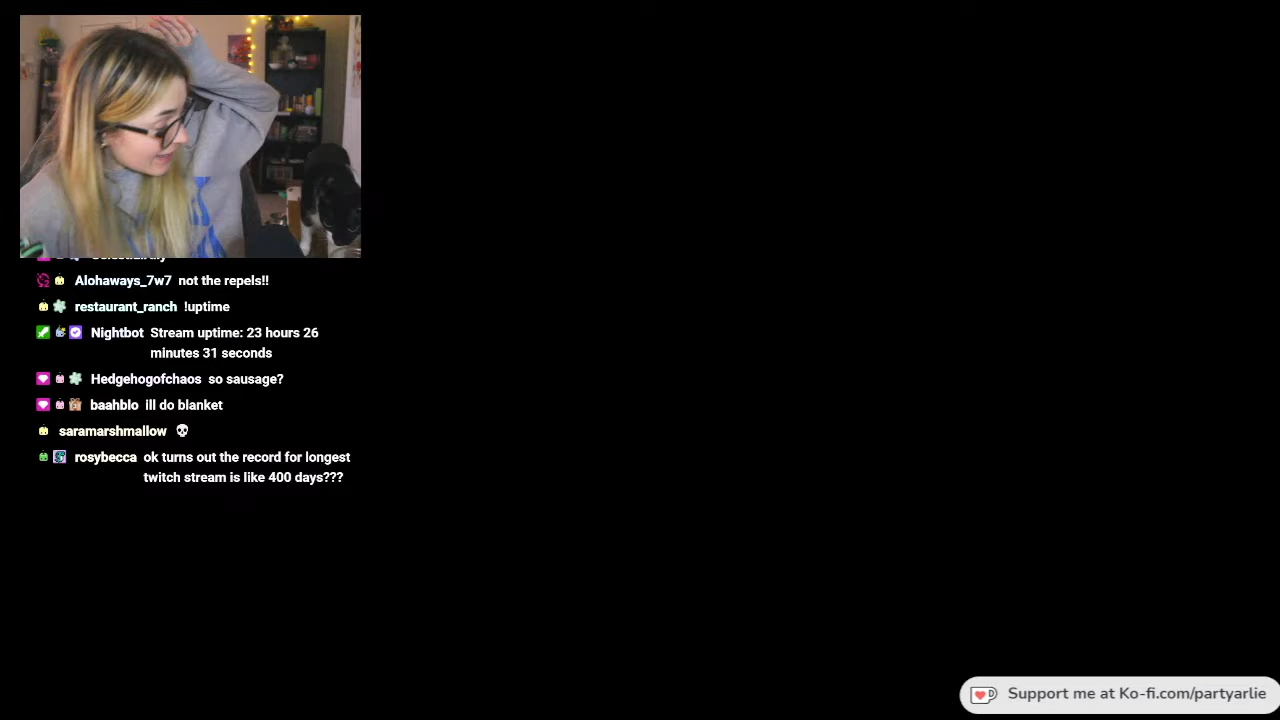 Alohaways_7w7 not the repels!!
restaurant_ranch !uptime
Nightbot Stream uptime: 23 hours 26
minutes 31 seconds
Hedgehogofchaos so sausage?
baahblo ill do blanket
saramarshmallow 💀
rosybecca ok turns out the record for longest
twitch stream is like 400 days???
Support me at Ko-fi.com/partyarlie